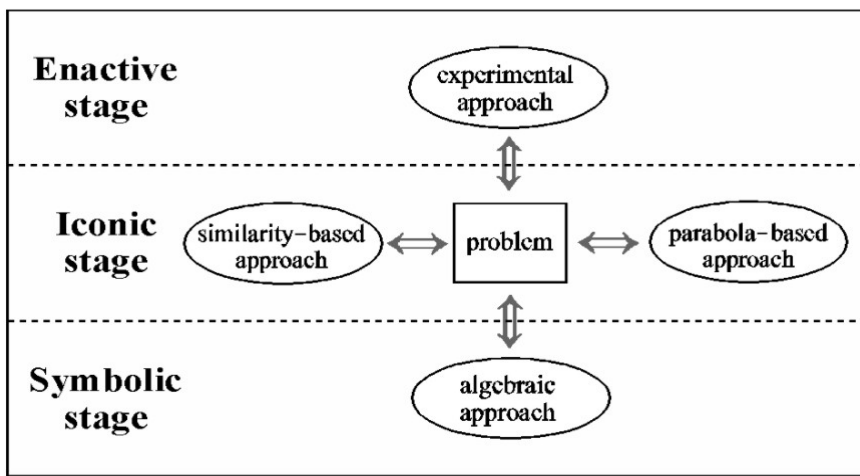 Enactive
stage
experimental
approach
Iconic
stage
similarity-based
approach
problem
parabola-based
approach
Symbolic
stage
algebraic
approach